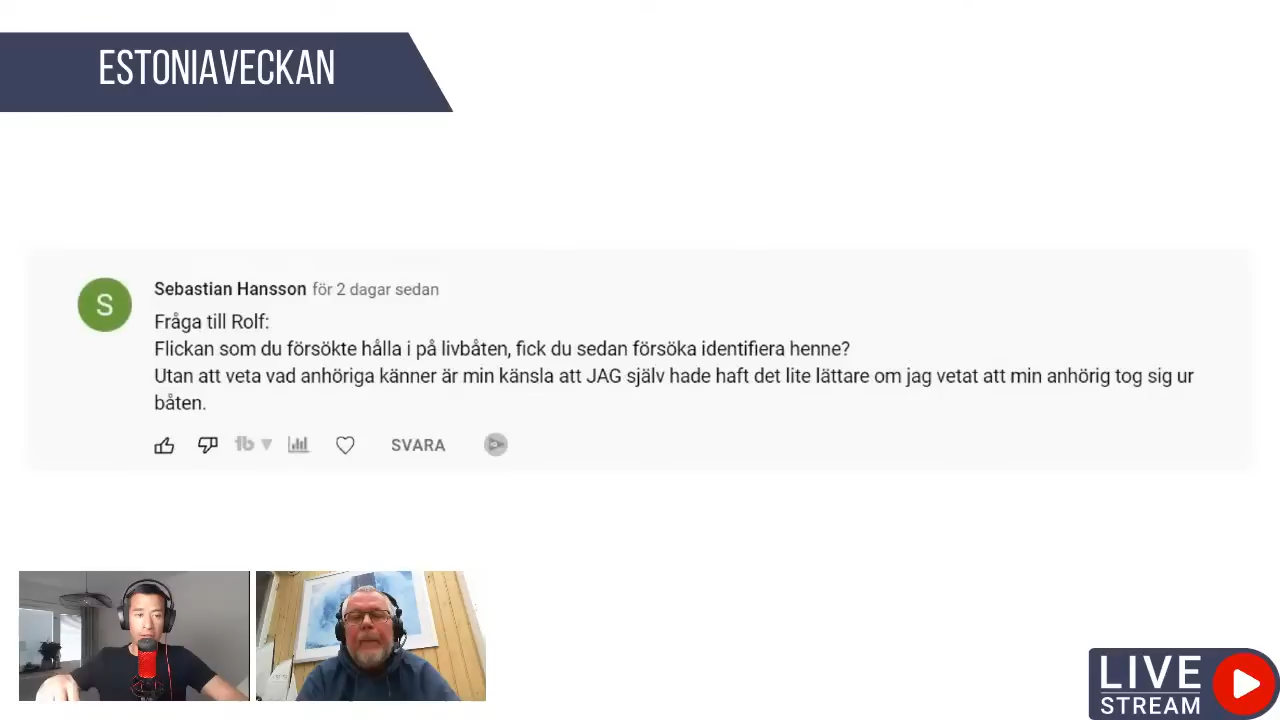 ESTONIAVECKAN
S
Sebastian Hansson för 2 dagar sedan
Fråga till Rolf:
Flickan som du försökte hålla i på livbåten, fick du sedan försöka identifiera henne?
Utan att veta vad anhöriga känner är min känsla att JAG själv hade haft det lite lättare om jag vetat att min anhörig tog sig ur
båten.
SVARA
LIVE
STREAM